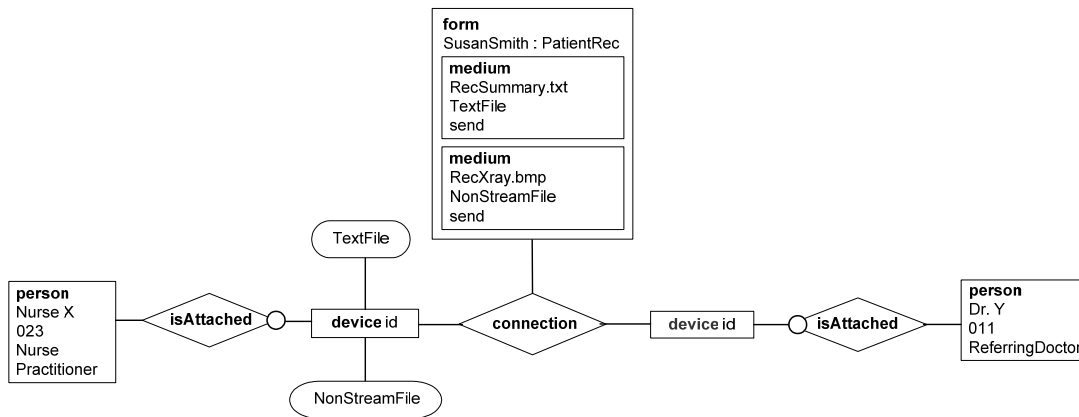 form
SusanSmith : PatientRec
medium
RecSummary.txt
TextFile
send
medium
RecXray.bmp
NonStreamFile
send
TextFile
person
Nurse X
023
Nurse
Practitioner
isAttached
device id
connection
device id
isAttached
person
Dr. Y
011
ReferringDoctor
NonStreamFile